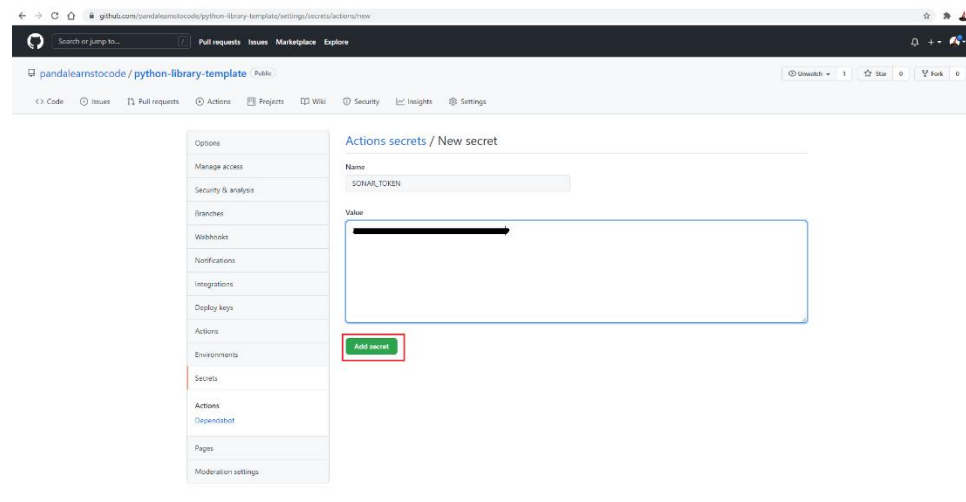 github.com/pandalearnstocode/python-library-template/settings/secrets/actions/new
Search or jump to... / Pull requests Issues Marketplace Explore
pandalearnstocode / python-library-template Public Unwatch 1 Star 0 Fork 0
Code Issues Pull requests Actions Projects Wiki Security Insights Settings
Options
Manage access
Security & analysis
Branches
Webhooks
Notifications
Integrations
Deploy keys
Actions
Environments
Secrets
Actions
Dependabot
Pages
Moderation settings
Actions secrets / New secret
Name
SONAR_TOKEN
Value
Add secret